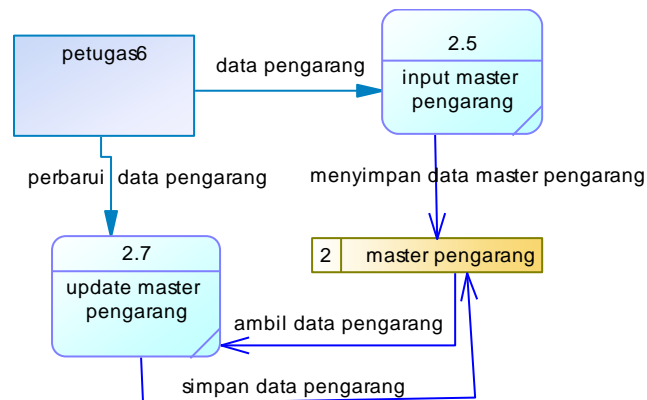 petugas6
data pengarang
2.5
input master
pengarang
perbarui data pengarang
menyimpan data master pengarang
2.7
update master
pengarang
2 master pengarang
ambil data pengarang
simpan data pengarang